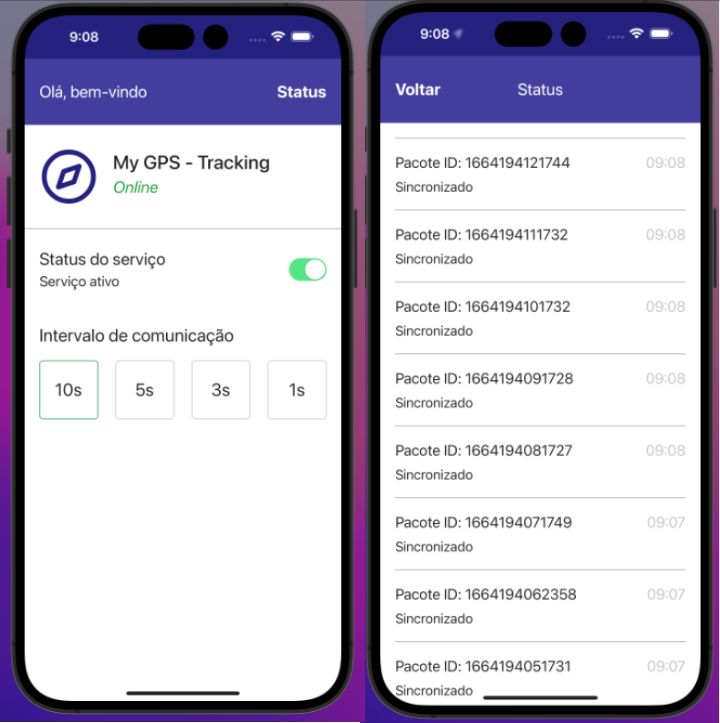 9:08
Olá, bem-vindo
Status
My GPS - Tracking
Online
Status do serviço
Serviço ativo
Intervalo de comunicação
10s
5s
3s
1s
9:08
Voltar
Status
Pacote ID: 1664194121744
09:08
Sincronizado
Pacote ID: 1664194111732
09:08
Sincronizado
Pacote ID: 1664194101732
09:08
Sincronizado
Pacote ID: 1664194091728
09:08
Sincronizado
Pacote ID: 1664194081727
09:08
Sincronizado
Pacote ID: 1664194071749
09:07
Sincronizado
Pacote ID: 1664194062358
09:07
Sincronizado
Pacote ID: 1664194051731
09:07
Sincronizado